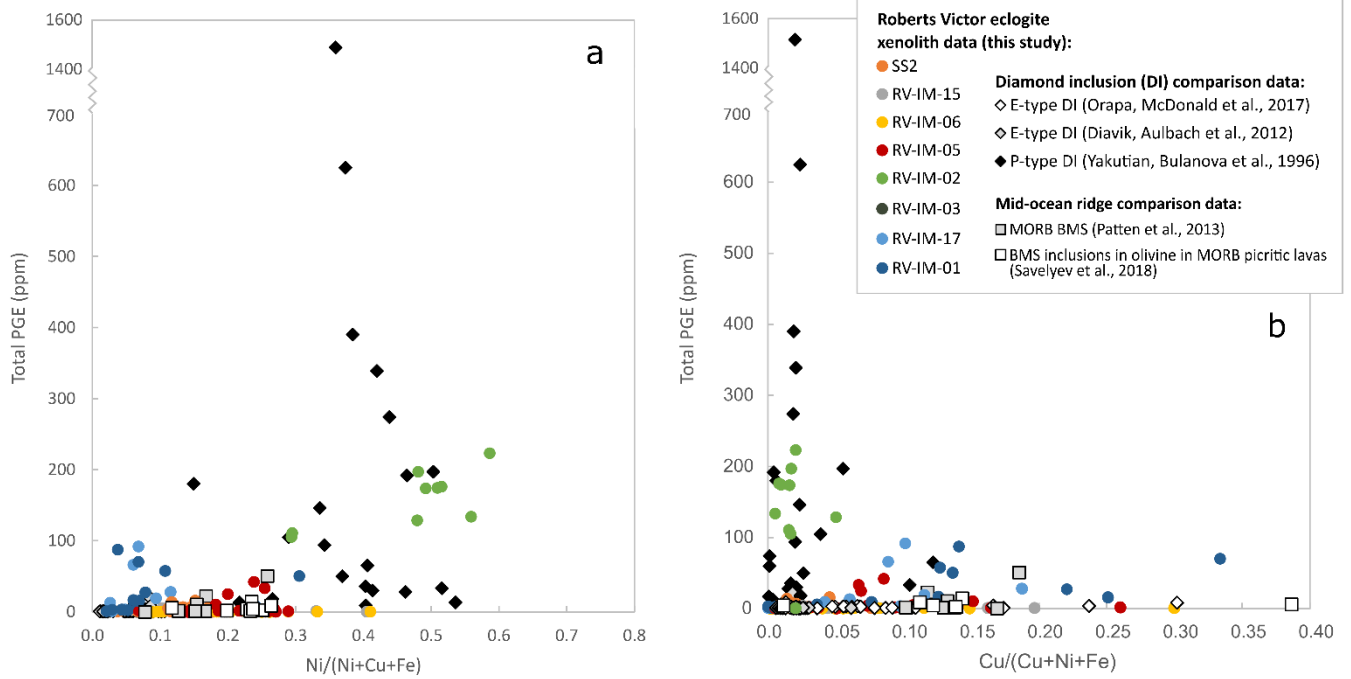 a
Total PGE (ppm)
1600
1400
700
600
500
400
300
200
100
0
0.0 0.1 0.2 0.3 0.4 0.5 0.6 0.7 0.8
Ni/(Ni+Cu+Fe)
b
Total PGE (ppm)
1600
1400
700
600
500
400
300
200
100
0
0.0 0.05 0.10 0.15 0.20 0.25 0.30 0.35 0.40
Cu/(Cu+Ni+Fe)
Roberts Victor eclogite
xenolith data (this study):
SS2
RV-IM-15
RV-IM-06
RV-IM-05
RV-IM-02
RV-IM-03
RV-IM-17
RV-IM-01
Diamond inclusion (DI) comparison data:
E-type DI (Orapa, McDonald et al., 2017)
E-type DI (Diavik, Aulbach et al., 2012)
P-type DI (Yakutian, Bulanova et al., 1996)
Mid-ocean ridge comparison data:
MORB BMS (Patten et al., 2013)
BMS inclusions in olivine in MORB picritic lavas
(Savelyev et al., 2018)